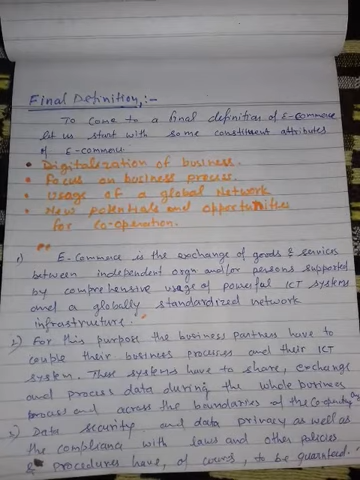 Final Definition,:-
To come to a final definition of E-commerce
let us start with some constituent attributes
of E-commerce.
• Digitalization of business.
• Focus on business process.
• Usage of a global Network
• New potentials and opportunities
for co-operation.
1) E-Commerce is the exchange of goods & services
between independent orgn and/or persons supported
by comprehensive usage of powerful ICT systems
and a globally standardized network
infrastructure.
2) For this purpose the business partners have to
couple their business processes and their ICT
system. These systems have to share, exchange
and process data during the whole business
process and across the boundaries of the
3) Data security and data privacy as well as
the compliance with laws and other policies
& procedures have, of course, to be guaranteed.